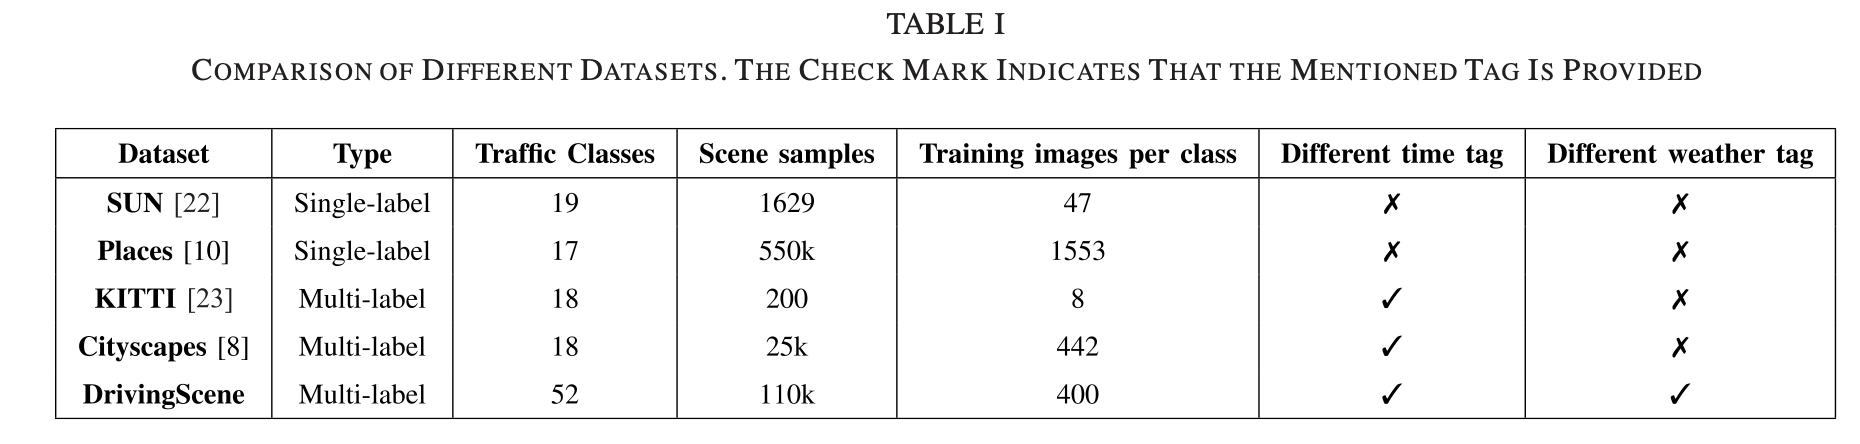 TABLE I
COMPARISON OF DIFFERENT DATASETS. THE CHECK MARK INDICATES THAT THE MENTIONED TAG IS PROVIDED
Dataset Type Traffic Classes Scene samples Training images per class Different time tag Different weather tag
SUN [22] Single-label 19 1629 47 ✗ ✗
Places [10] Single-label 17 550k 1553 ✗ ✗
KITTI [23] Multi-label 18 200 8 ✓ ✗
Cityscapes [8] Multi-label 18 25k 442 ✓ ✗
DrivingScene Multi-label 52 110k 400 ✓ ✓